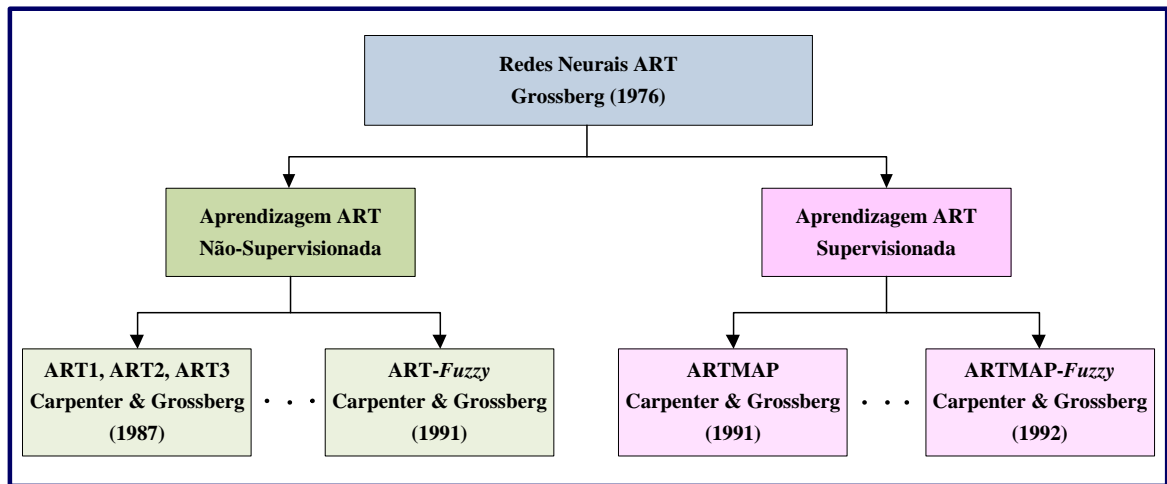 Redes Neurais ART
Grossberg (1976)
Aprendizagem ART
Não-Supervisionada
Aprendizagem ART
Supervisionada
ART1, ART2, ART3
Carpenter & Grossberg
(1987)
. . .
ART-Fuzzy
Carpenter & Grossberg
(1991)
ARTMAP
Carpenter & Grossberg
(1991)
. . .
ARTMAP-Fuzzy
Carpenter & Grossberg
(1992)